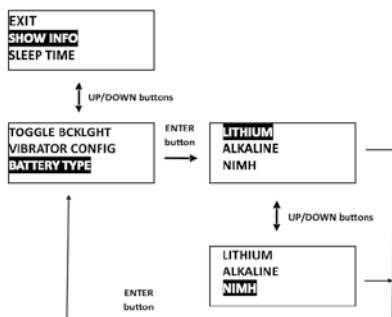 EXIT
SHOW INFO
SLEEP TIME
UP/DOWN buttons
TOGGLE BCKLGHT
VIBRATOR CONFIG
BATTERY TYPE
ENTER
button
LITHIUM
ALKALINE
NIMH
UP/DOWN buttons
LITHIUM
ALKALINE
NIMH
ENTER
button